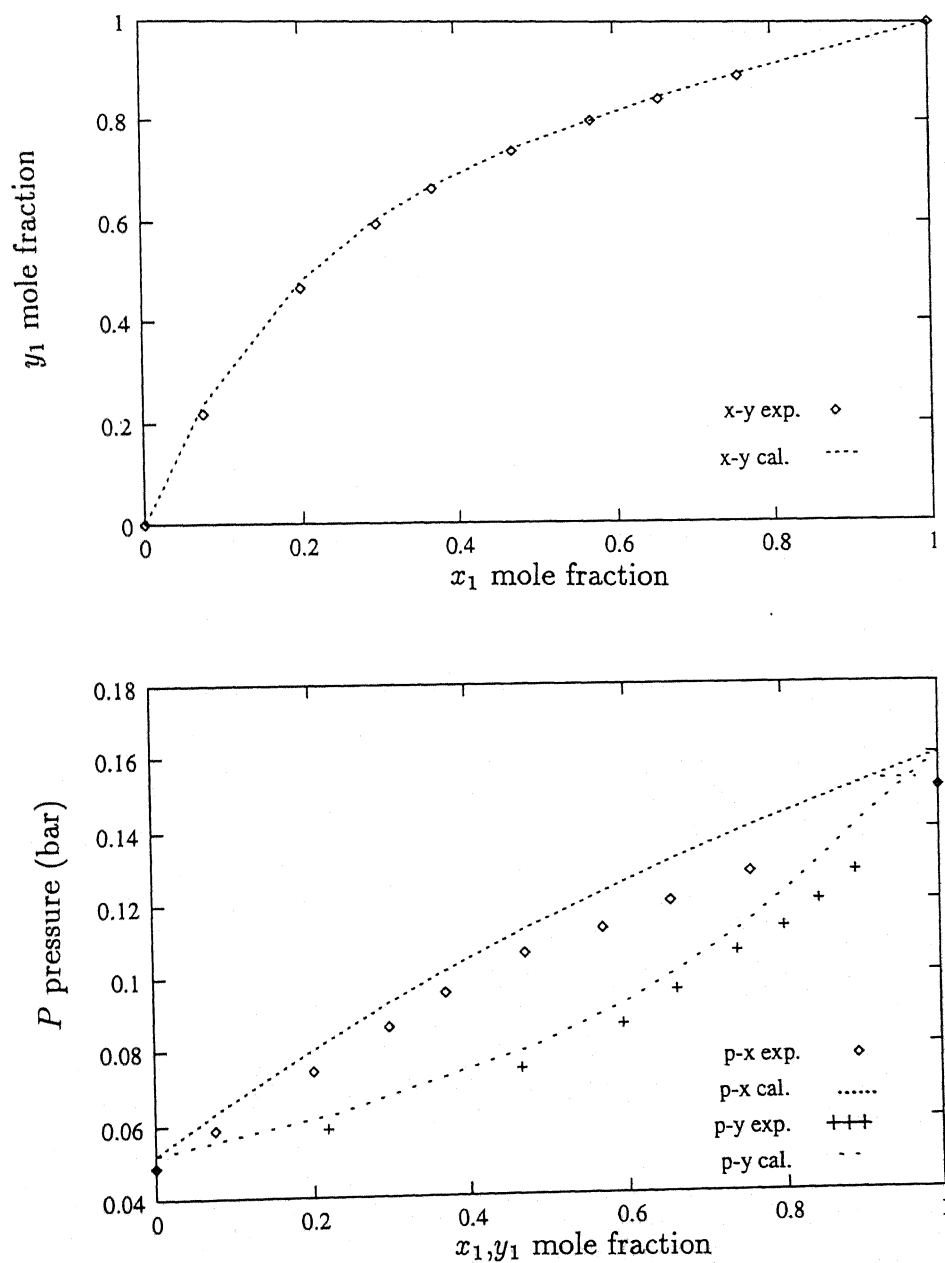 1
0.8
0.6
0.4
0.2
0
y1 mole fraction
x-y exp.
x-y cal.
0 0.2 0.4 0.6 0.8 1
x1 mole fraction
0.18
0.16
0.14
0.12
0.1
0.08
0.06
0.04
P pressure (bar)
p-x exp.
p-x cal.
p-y exp.
p-y cal.
0 0.2 0.4 0.6 0.8 1
x1,y1 mole fraction